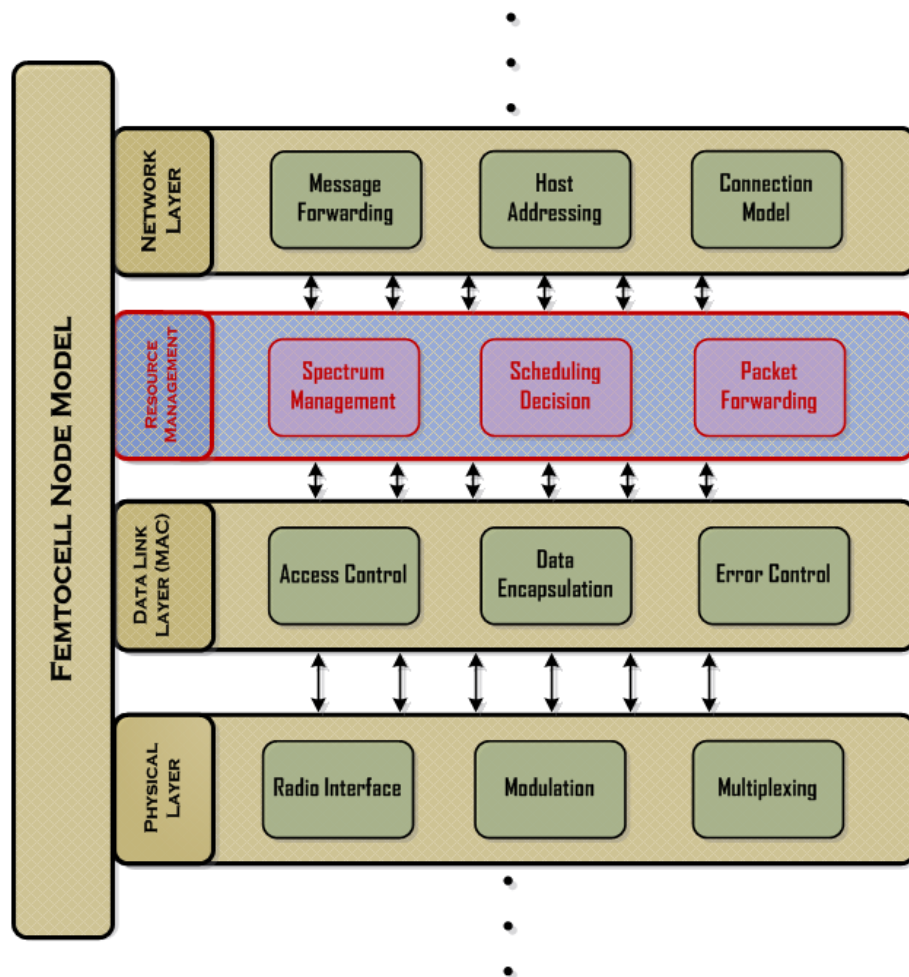 FEMTOCELL NODE MODEL
NETWORK
LAYER
Message
Forwarding
Host
Addressing
Connection
Model
RESOURCE
MANAGEMENT
Spectrum
Management
Scheduling
Decision
Packet
Forwarding
DATA LINK
LAYER (MAC)
Access Control
Data
Encapsulation
Error Control
PHYSICAL
LAYER
Radio Interface
Modulation
Multiplexing